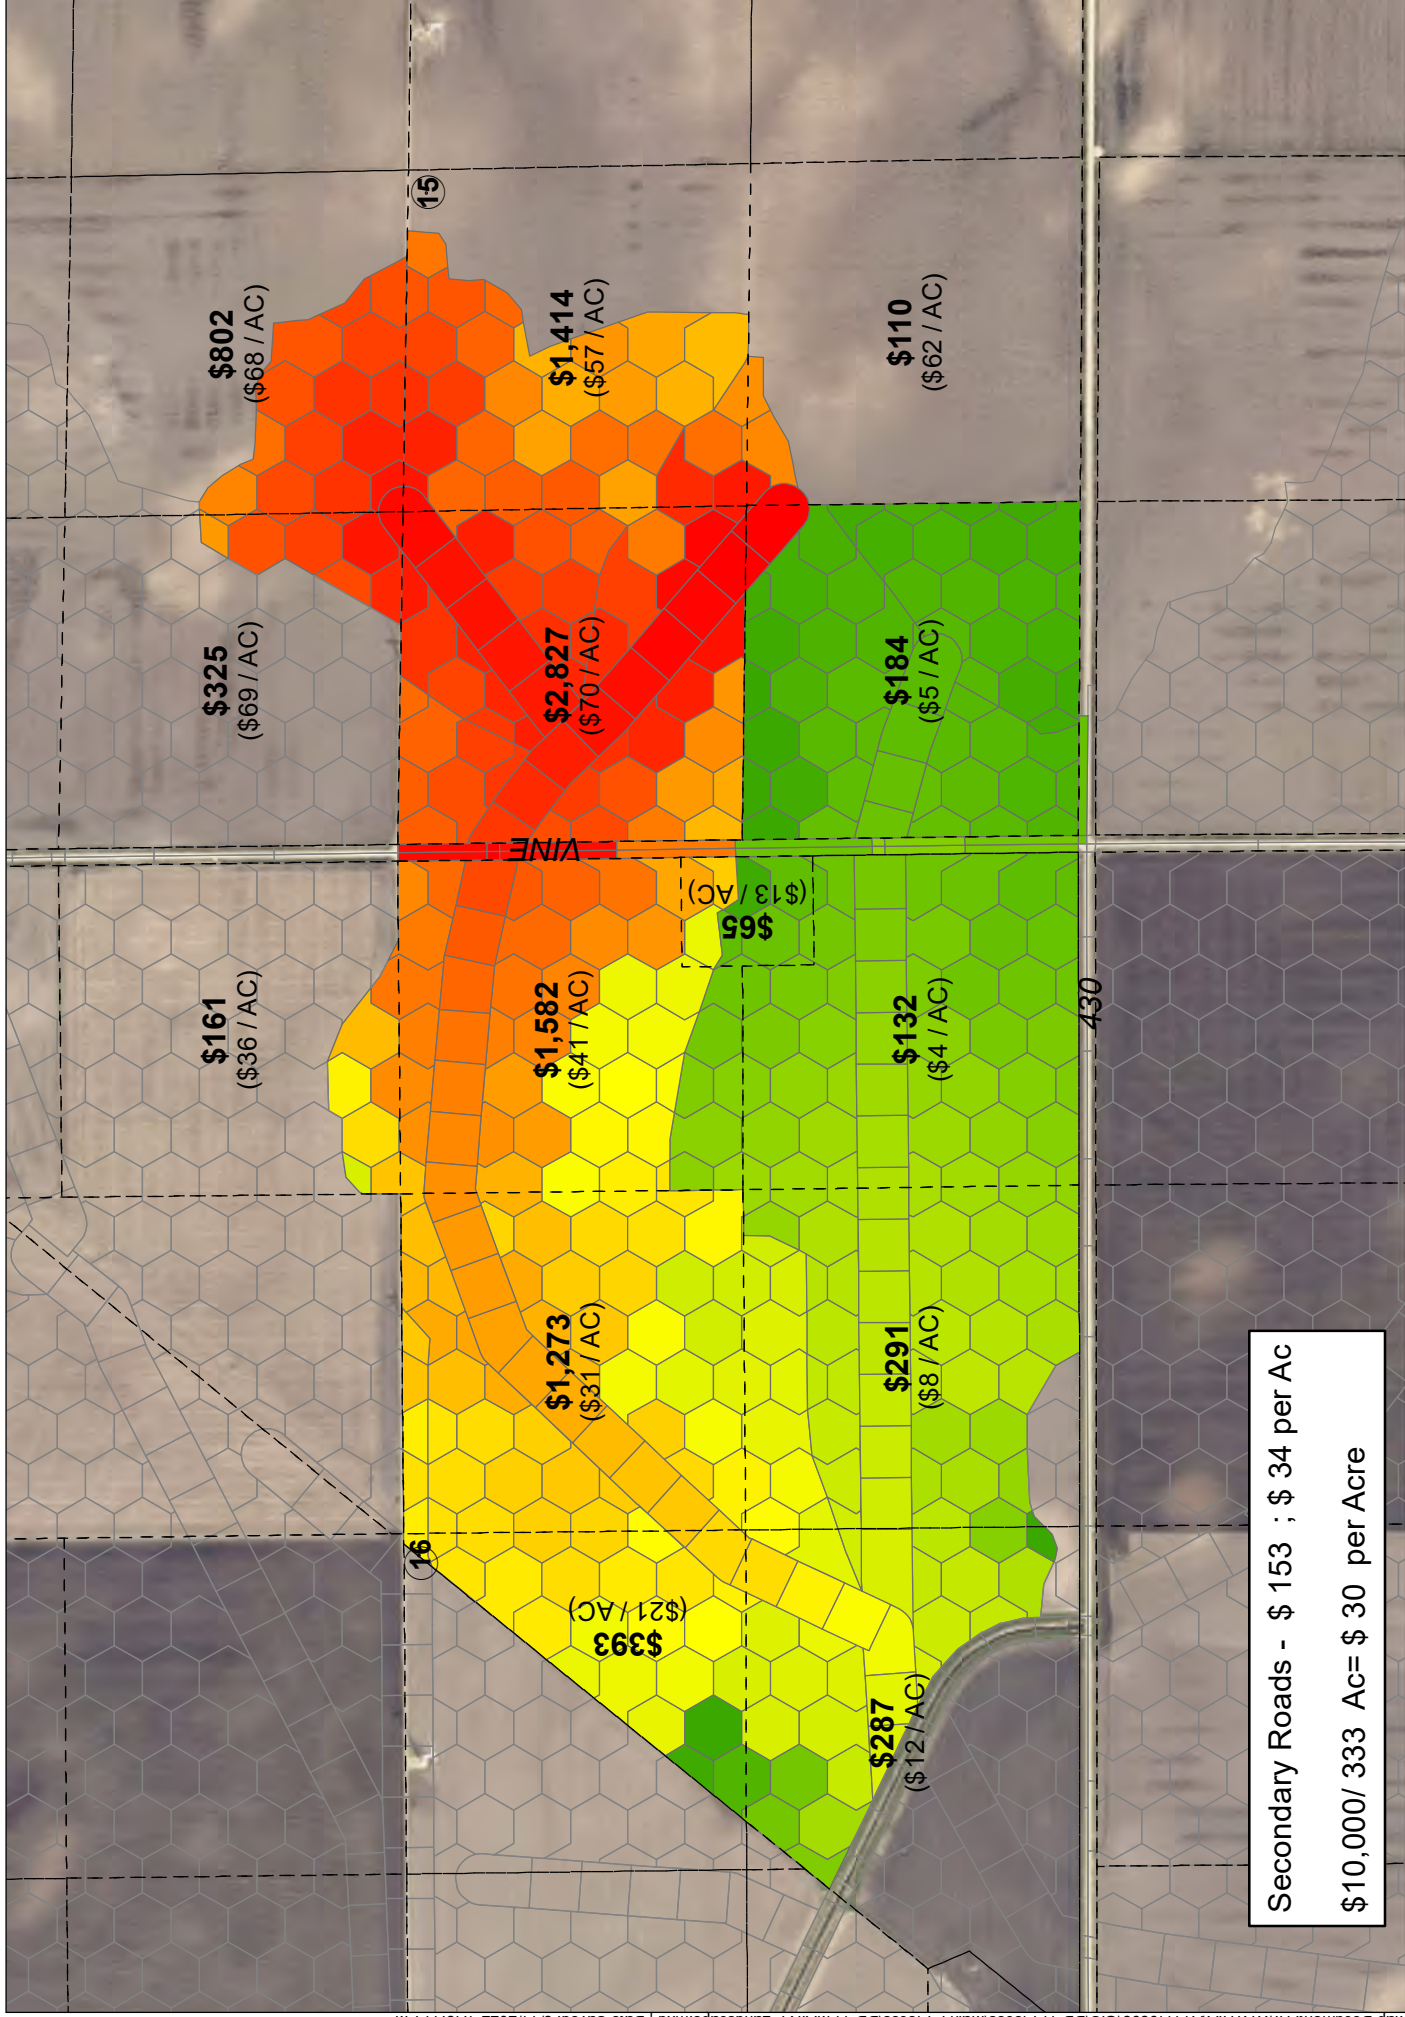 15
$802
($68 / AC)
$1,414
($57 / AC)
$110
($62 / AC)
$325
($69 / AC)
$2,827
($70 / AC)
$184
($5 / AC)
VINE
$161
($36 / AC)
$1,582
($41 / AC)
$65
($13 / AC)
$132
($4 / AC)
430
$1,273
($31 / AC)
$291
($8 / AC)
16
$393
($21 / AC)
$287
($12 / AC)
Secondary Roads - $ 153 ; $ 34 per Ac
$10,000/ 333 Ac= $ 30 per Acre